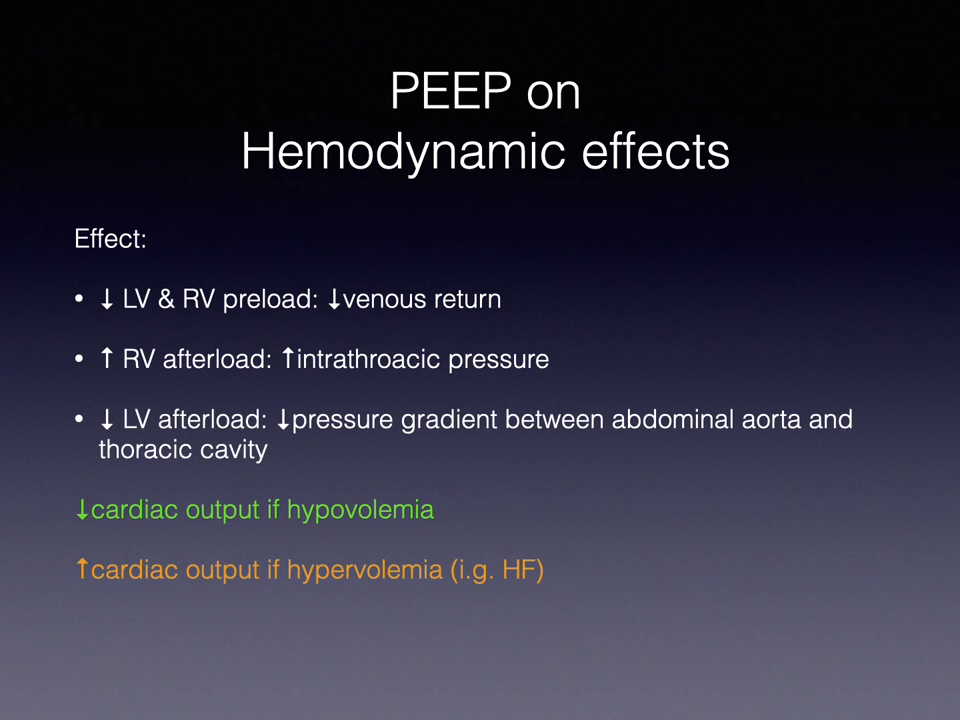 PEEP on
Hemodynamic effects
Effect:
• ↓ LV & RV preload: ↓venous return
• ↑ RV afterload: ↑intrathroacic pressure
• ↓ LV afterload: ↓pressure gradient between abdominal aorta and
thoracic cavity
↓cardiac output if hypovolemia
↑cardiac output if hypervolemia (i.g. HF)